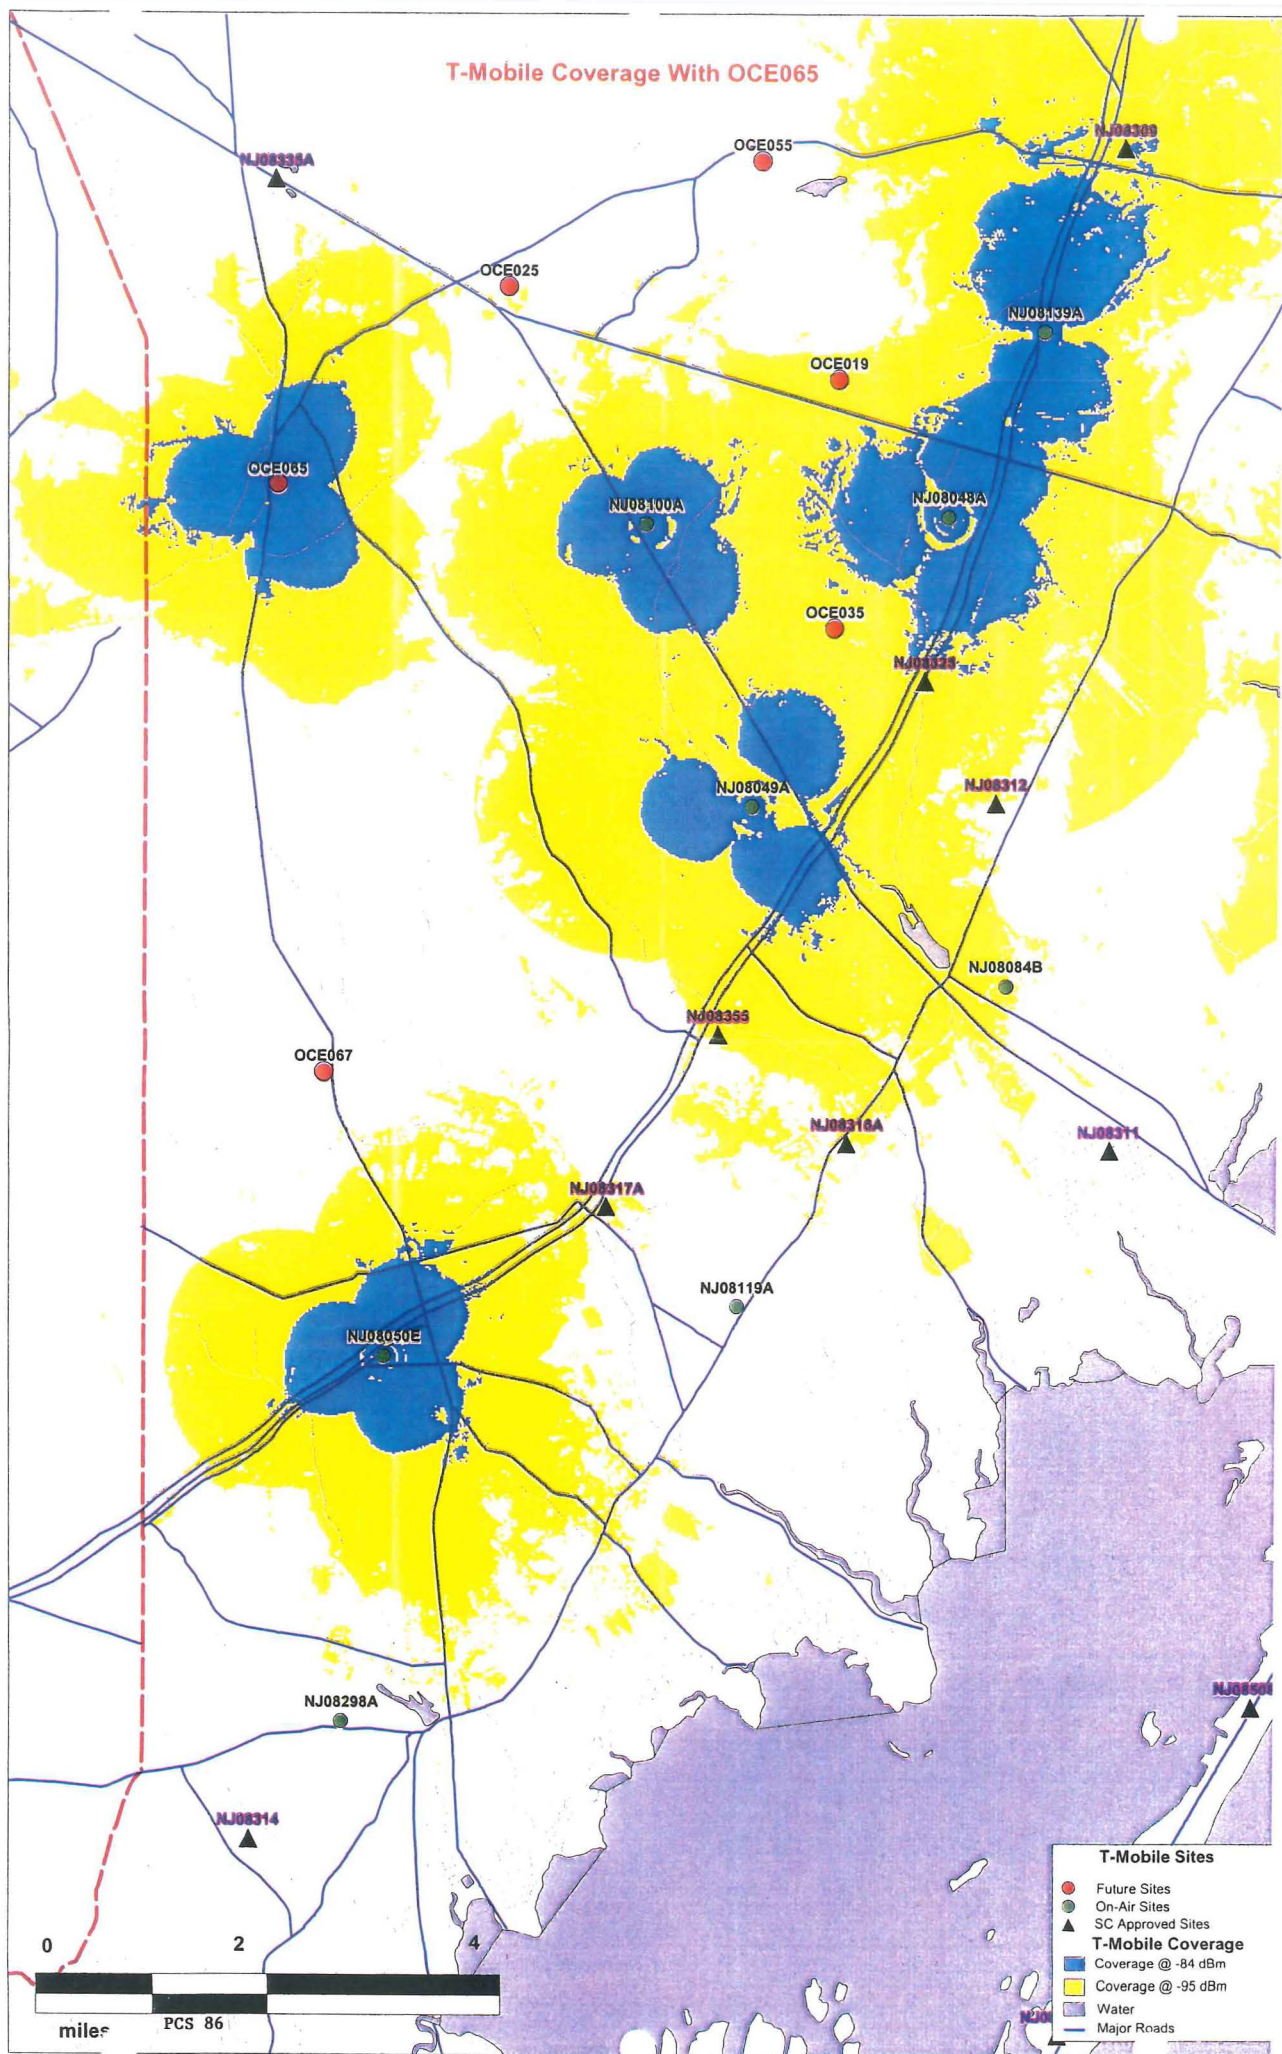 T-Mobile Coverage With OCE065
NJ08309
OCE055
NJ08335A
OCE025
NJ08139A
OCE019
OCE065
NJ08100A
NJ08048A
OCE035
NJ08325
NJ08312
NJ08049A
NJ08084B
NJ08355
OCE067
NJ08316A
NJ08311
NJ08317A
NJ08119A
NJ08050E
NJ08298A
NJ08314
T-Mobile Sites
Future Sites
On-Air Sites
SC Approved Sites
T-Mobile Coverage
Coverage @ -84 dBm
Coverage @ -95 dBm
Water
Major Roads
0 2 4
miles PCS 86